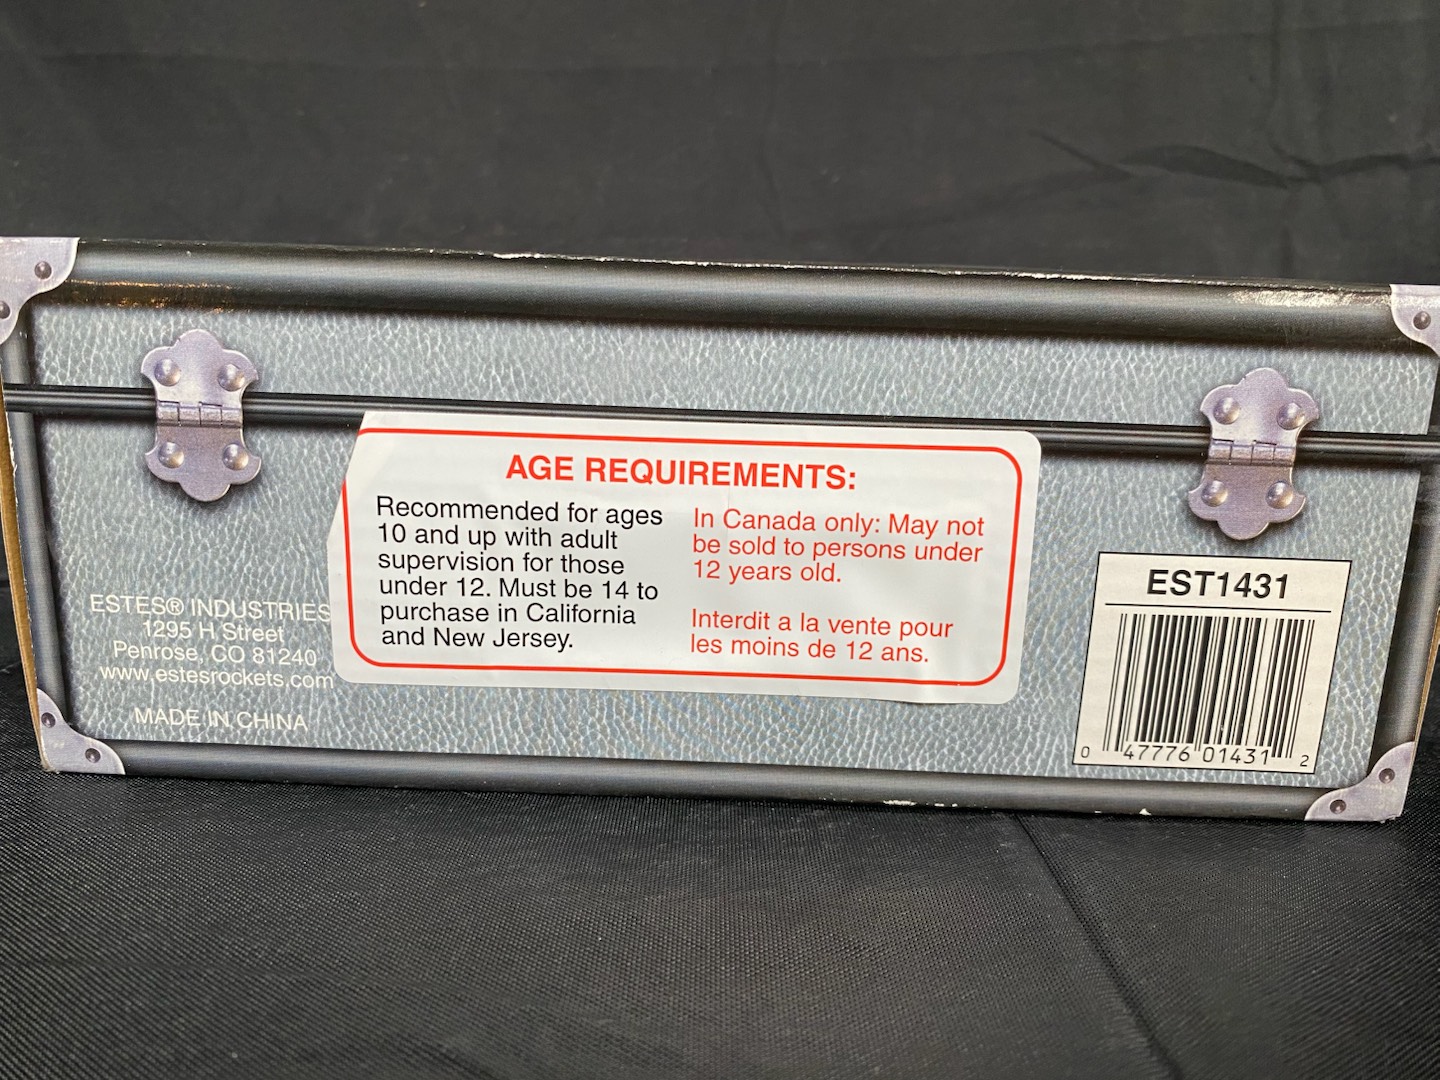 AGE REQUIREMENTS:
Recommended for ages
10 and up with adult
supervision for those
under 12. Must be 14 to
purchase in California
and New Jersey.
In Canada only: May not
be sold to persons under
12 years old.
Interdit a la vente pour
les moins de 12 ans.
ESTES® INDUSTRIES
1295 H Street
Penrose, CO 81240
www.estesrockets.com
MADE IN CHINA
EST1431
0 47776 01431 2